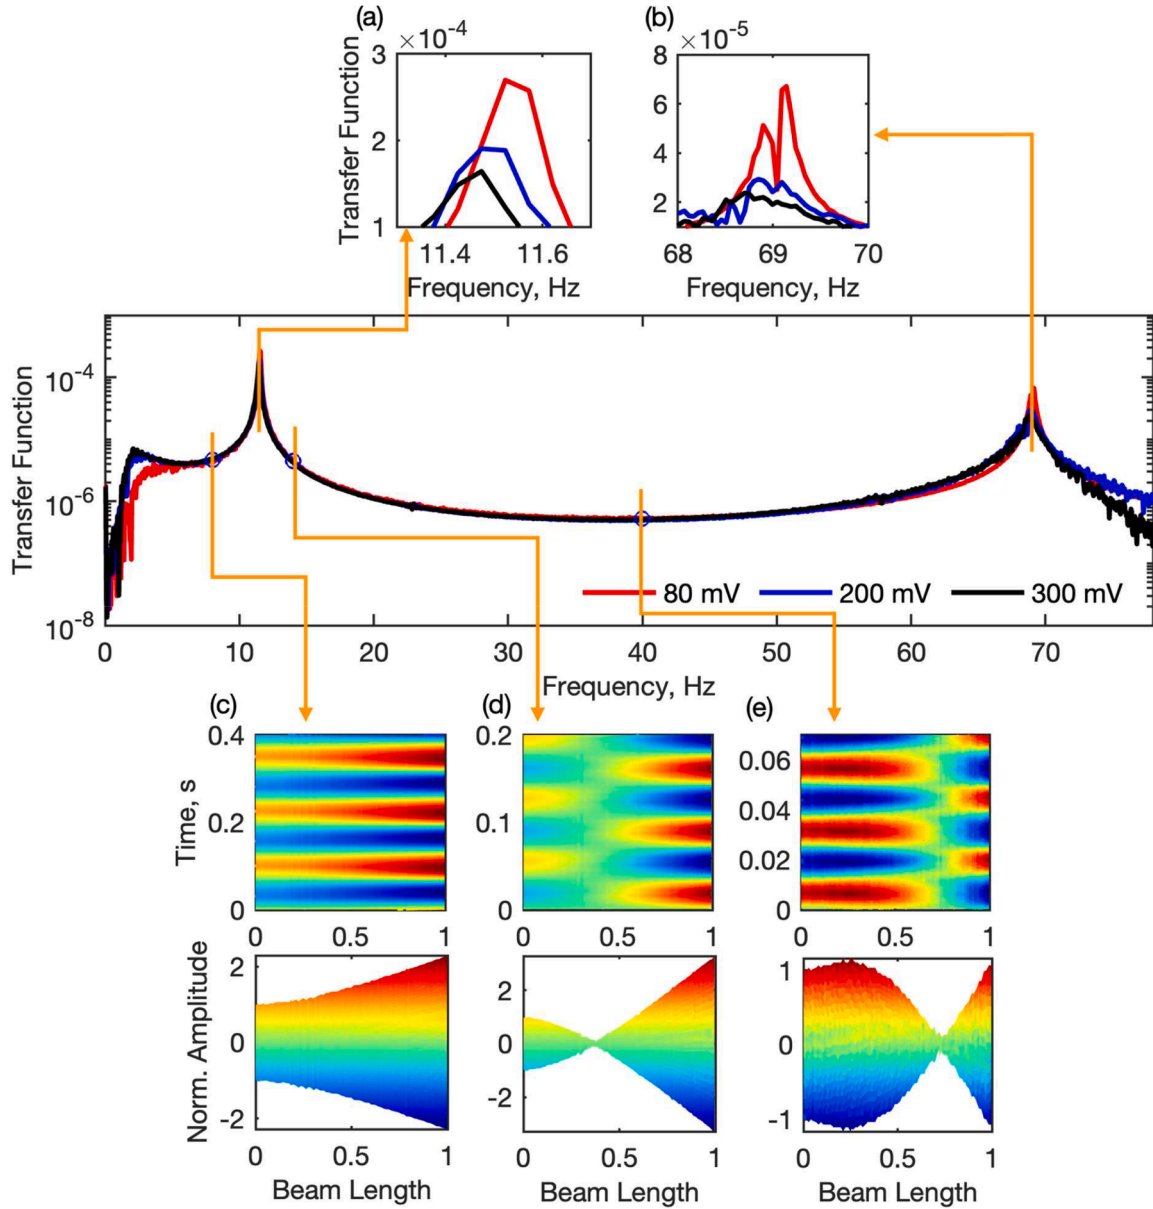 (a) (b)
×10⁻⁴ ×10⁻⁵
Transfer Function
3
2
1
11.4 11.6
Frequency, Hz
8
6
4
2
68 69 70
Frequency, Hz
Transfer Function
10⁻⁴
10⁻⁶
10⁻⁸
80 mV 200 mV 300 mV
0 10 20 30 40 50 60 70
Frequency, Hz
(c) (d) (e)
Time, s
0.4
0.2
0
0 0.5 1
0.2
0.1
0
0 0.5 1
0.06
0.04
0.02
0
0 0.5 1
Norm. Amplitude
2
0
-2
0 0.5 1
Beam Length
2
0
-2
0 0.5 1
Beam Length
1
0
-1
0 0.5 1
Beam Length